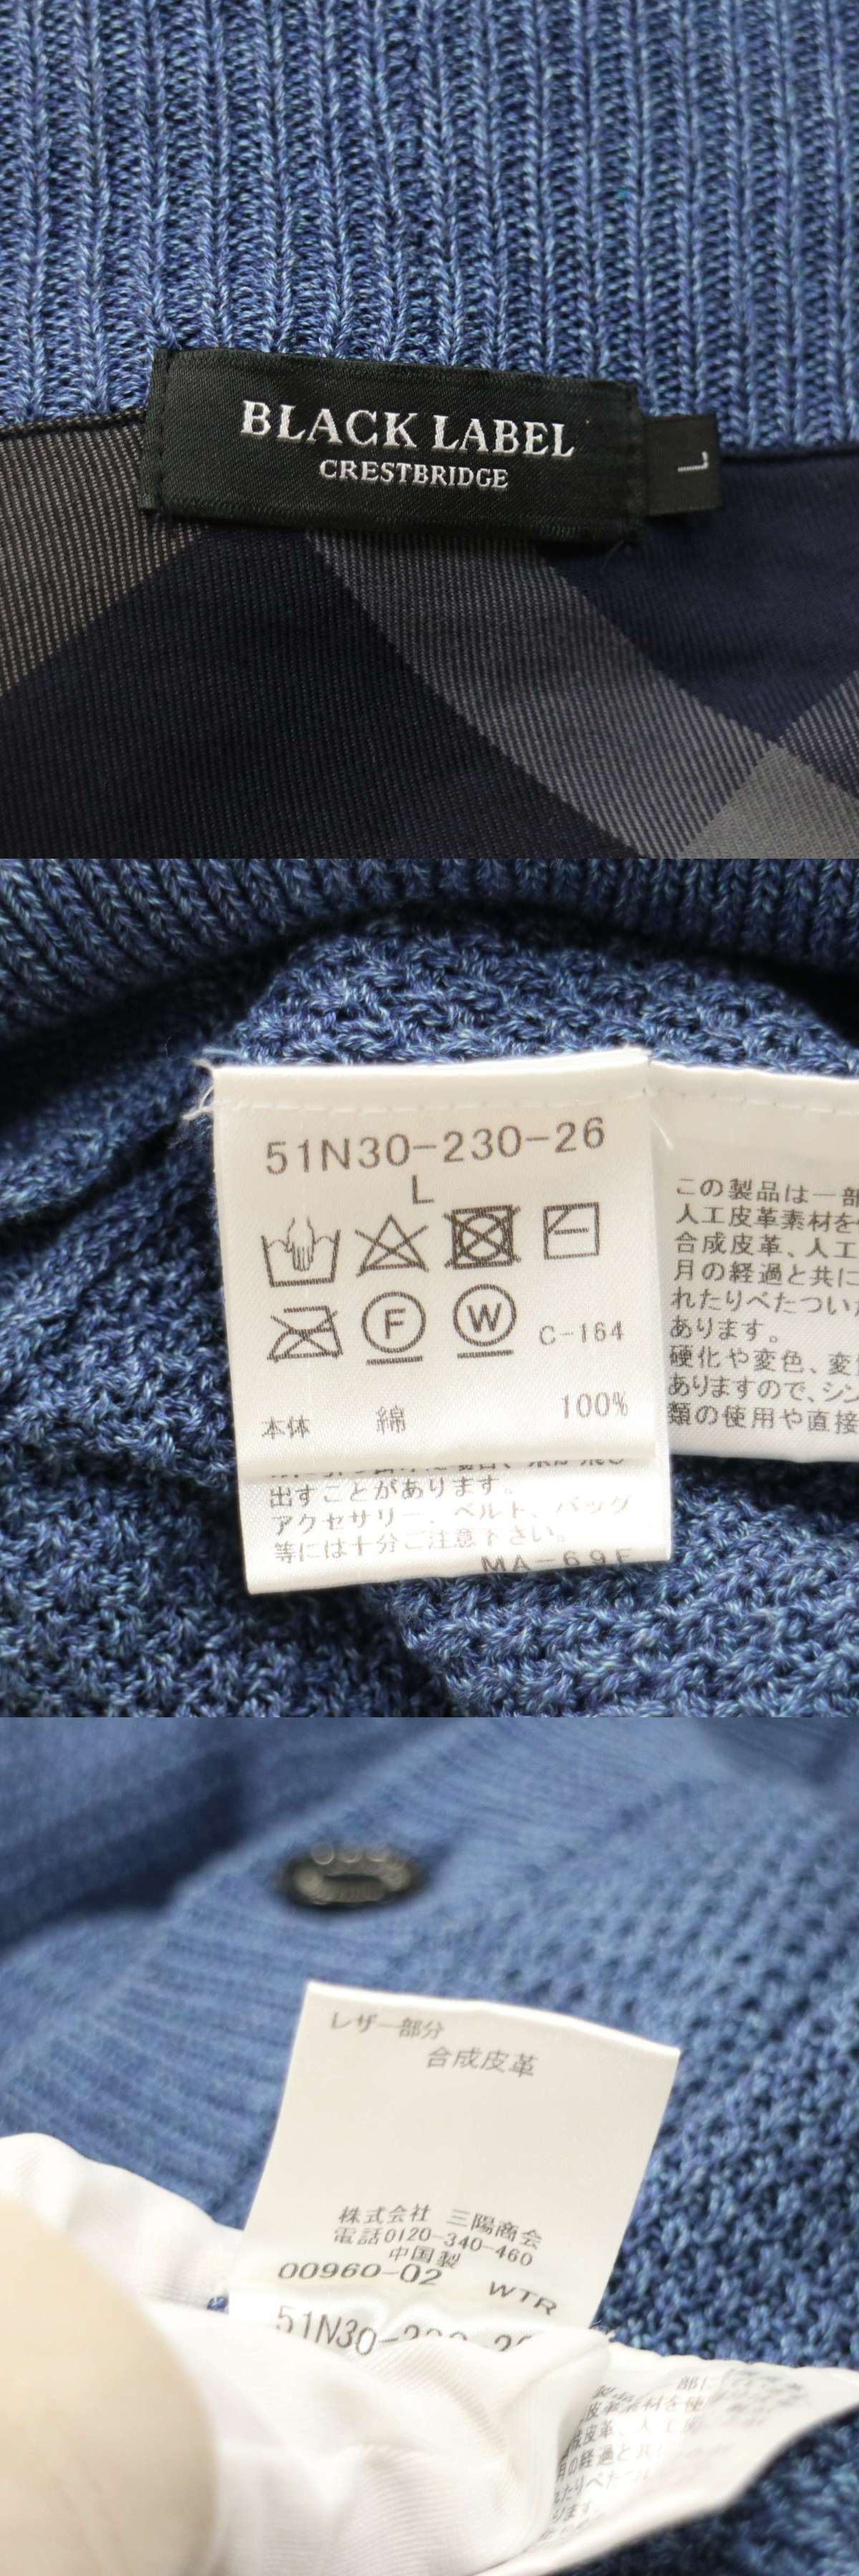 BLACK LABEL
CRESTBRIDGE
L
51N30-230-26
L
F
W
C-164
本体 綿 100%
出すことがあります。
アクセサリー、ベルト、バッグ
等には十分ご注意下さい。
MA-69F
この製品は一部
人工皮革素材を
合成皮革、人工
月の経過と共に
れたりべたつい
あります。
硬化や変色、変
ありますので、シン
類の使用や直接
レザー部分
合成皮革
株式会社 三陽商会
電話0120-340-460
中国製
00960-02 WTR
51N30-230-26